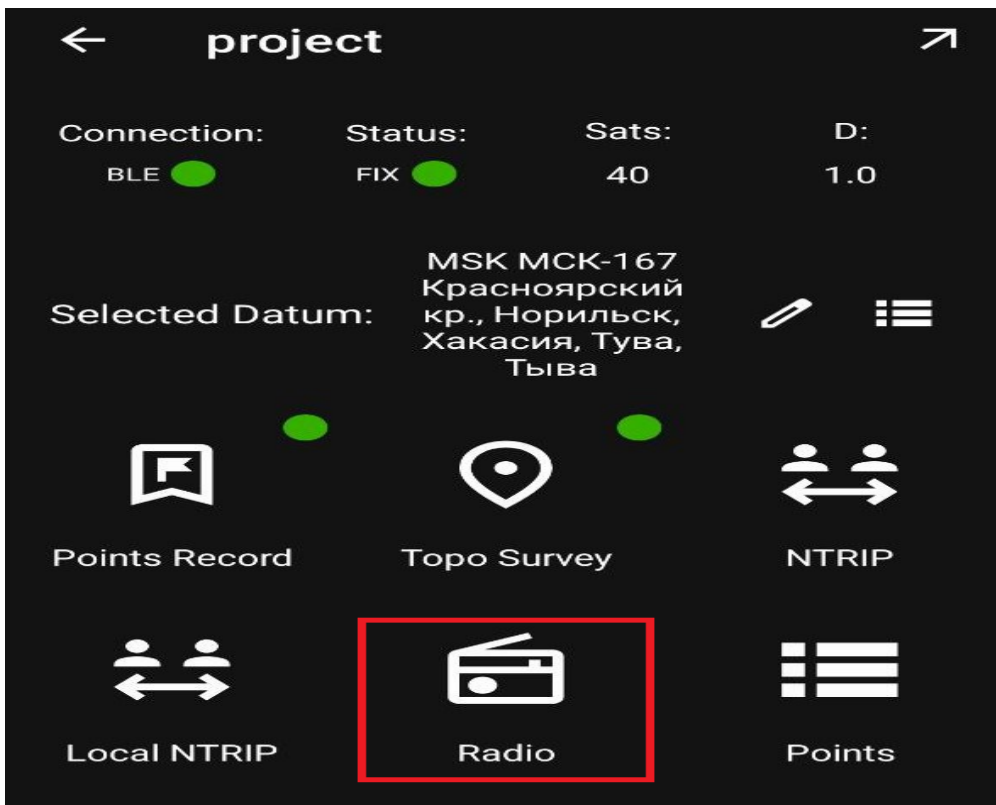 project
Connection: Status: Sats: D:
BLE FIX 40 1.0
MSK МСК-167
Красноярский
Selected Datum: кр., Норильск,
Хакасия, Тува,
Тыва
Points Record Topo Survey NTRIP
Local NTRIP Radio Points